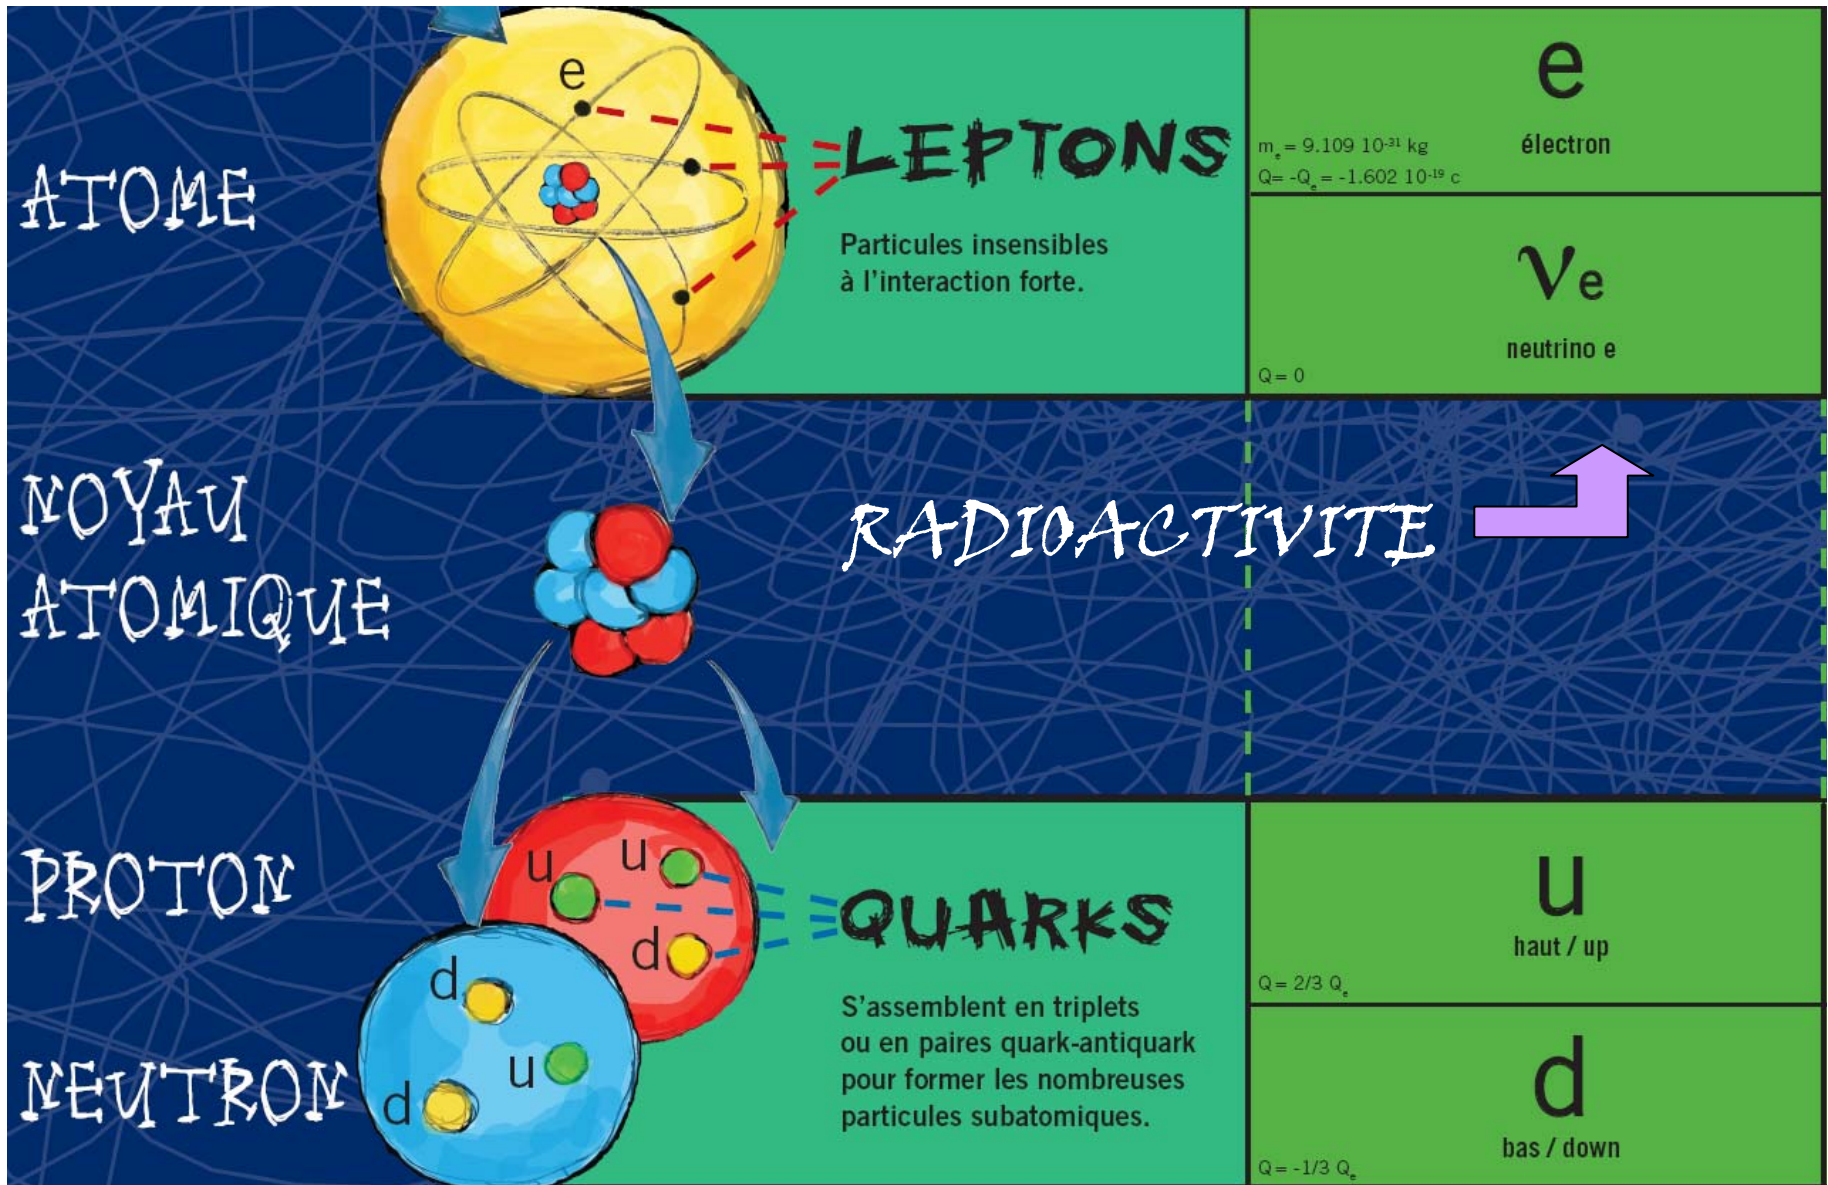 ATOME
e
LEPTONS
Particules insensibles
à l'interaction forte.
e
électron
mₑ = 9.109 10⁻³¹ kg
Q= -Qₑ = -1.602 10⁻¹⁹ c
νe
neutrino e
Q= 0
NOYAU
ATOMIQUE
RADIOACTIVITE
PROTON
u
u
d
NEUTRON
d
u
d
QUARKS
S'assemblent en triplets
ou en paires quark-antiquark
pour former les nombreuses
particules subatomiques.
u
haut / up
Q= 2/3 Qₑ
d
bas / down
Q= -1/3 Qₑ